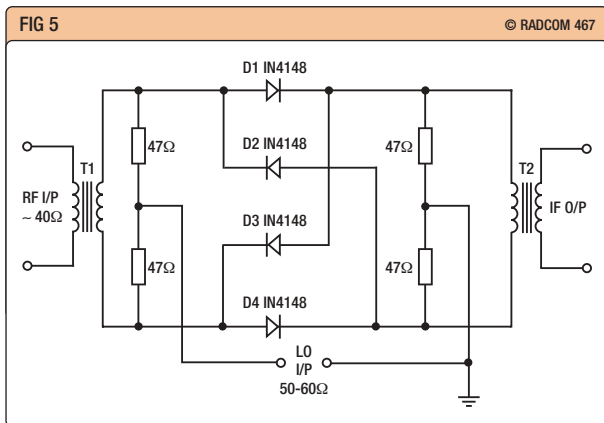 FIG 5
© RADCOM 467
D1 IN4148
47Ω
47Ω
D2 IN4148
T1
T2
RF I/P
~ 40Ω
IF O/P
D3 IN4148
47Ω
47Ω
D4 IN4148
LO
I/P
50-60Ω